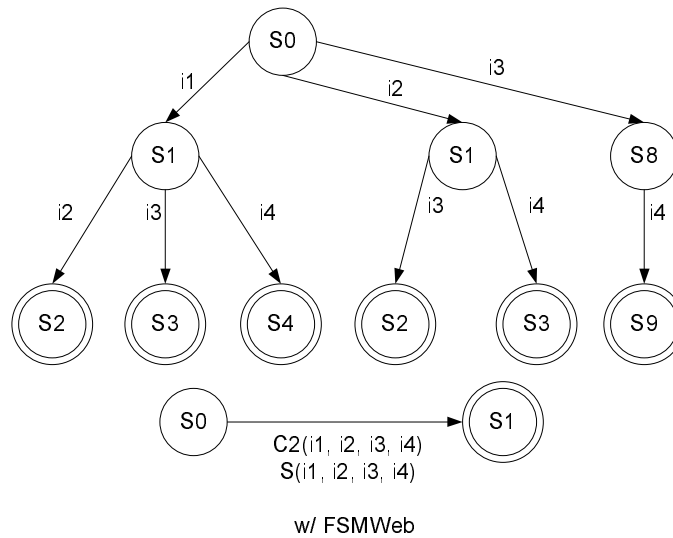 S0
i1
i2
i3
S1
S1
S8
i2
i3
i4
i3
i4
i4
S2
S3
S4
S2
S3
S9
S0
S1
C2(i1, i2, i3, i4)
S(i1, i2, i3, i4)
w/ FSMWeb